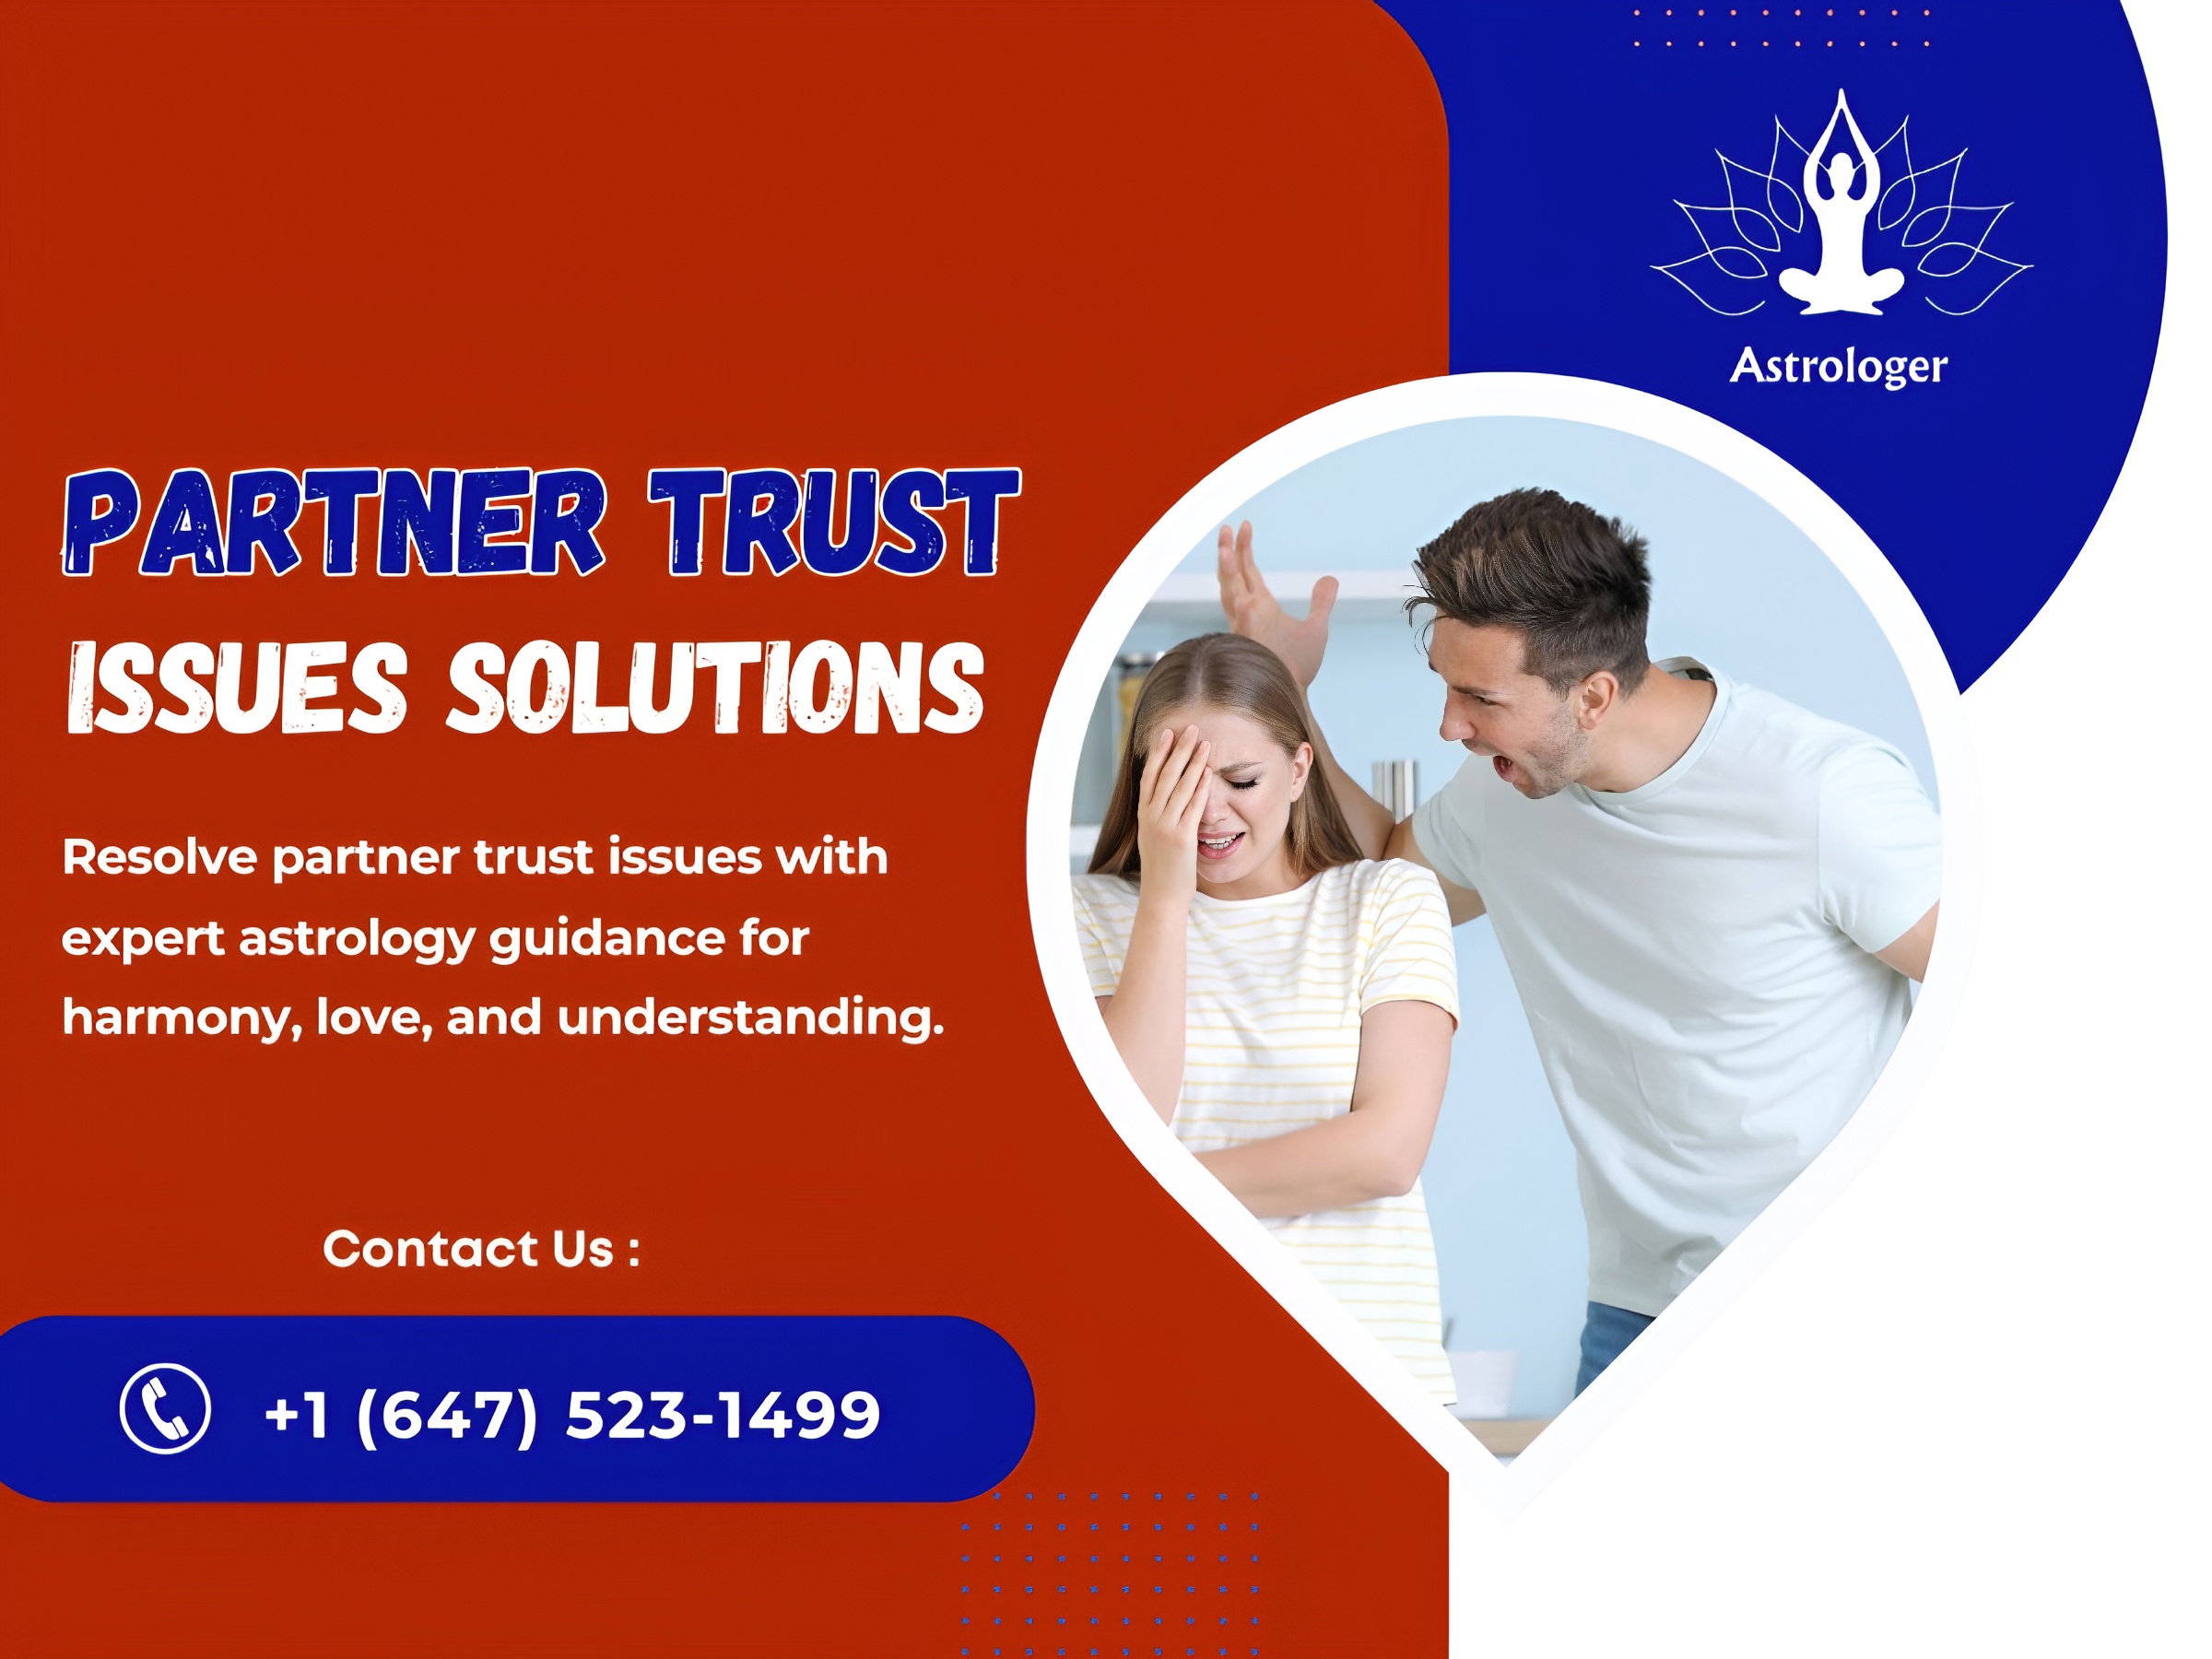 Astrologer
PARTNER TRUST
ISSUES SOLUTIONS
Resolve partner trust issues with
expert astrology guidance for
harmony, love, and understanding.
Contact Us :
+1 (647) 523-1499